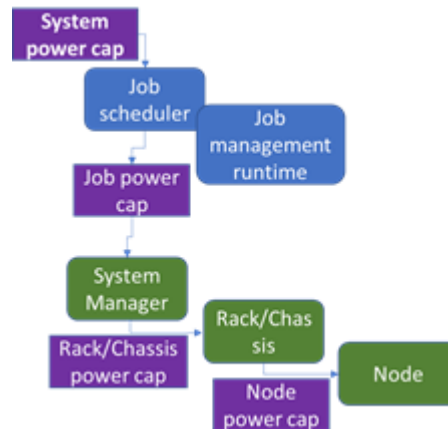 System
power cap
Job
scheduler
Job
management
runtime
Job power
cap
System
Manager
Rack/Chassis
power cap
Rack/Chas
sis
Node
power cap
Node